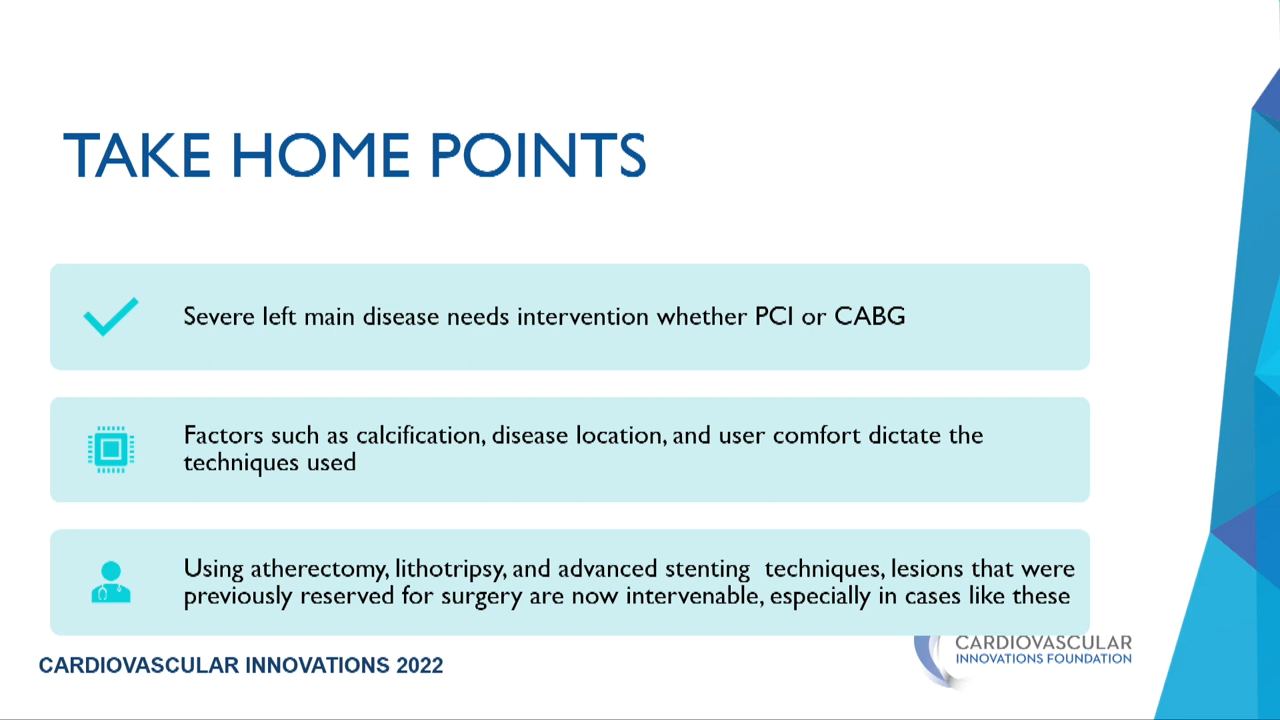 TAKE HOME POINTS
Severe left main disease needs intervention whether PCI or CABG
Factors such as calcification, disease location, and user comfort dictate the
techniques used
Using atherectomy, lithotripsy, and advanced stenting techniques, lesions that were
previously reserved for surgery are now intervenable, especially in cases like these
CARDIOVASCULAR
INNOVATIONS FOUNDATION
CARDIOVASCULAR INNOVATIONS 2022